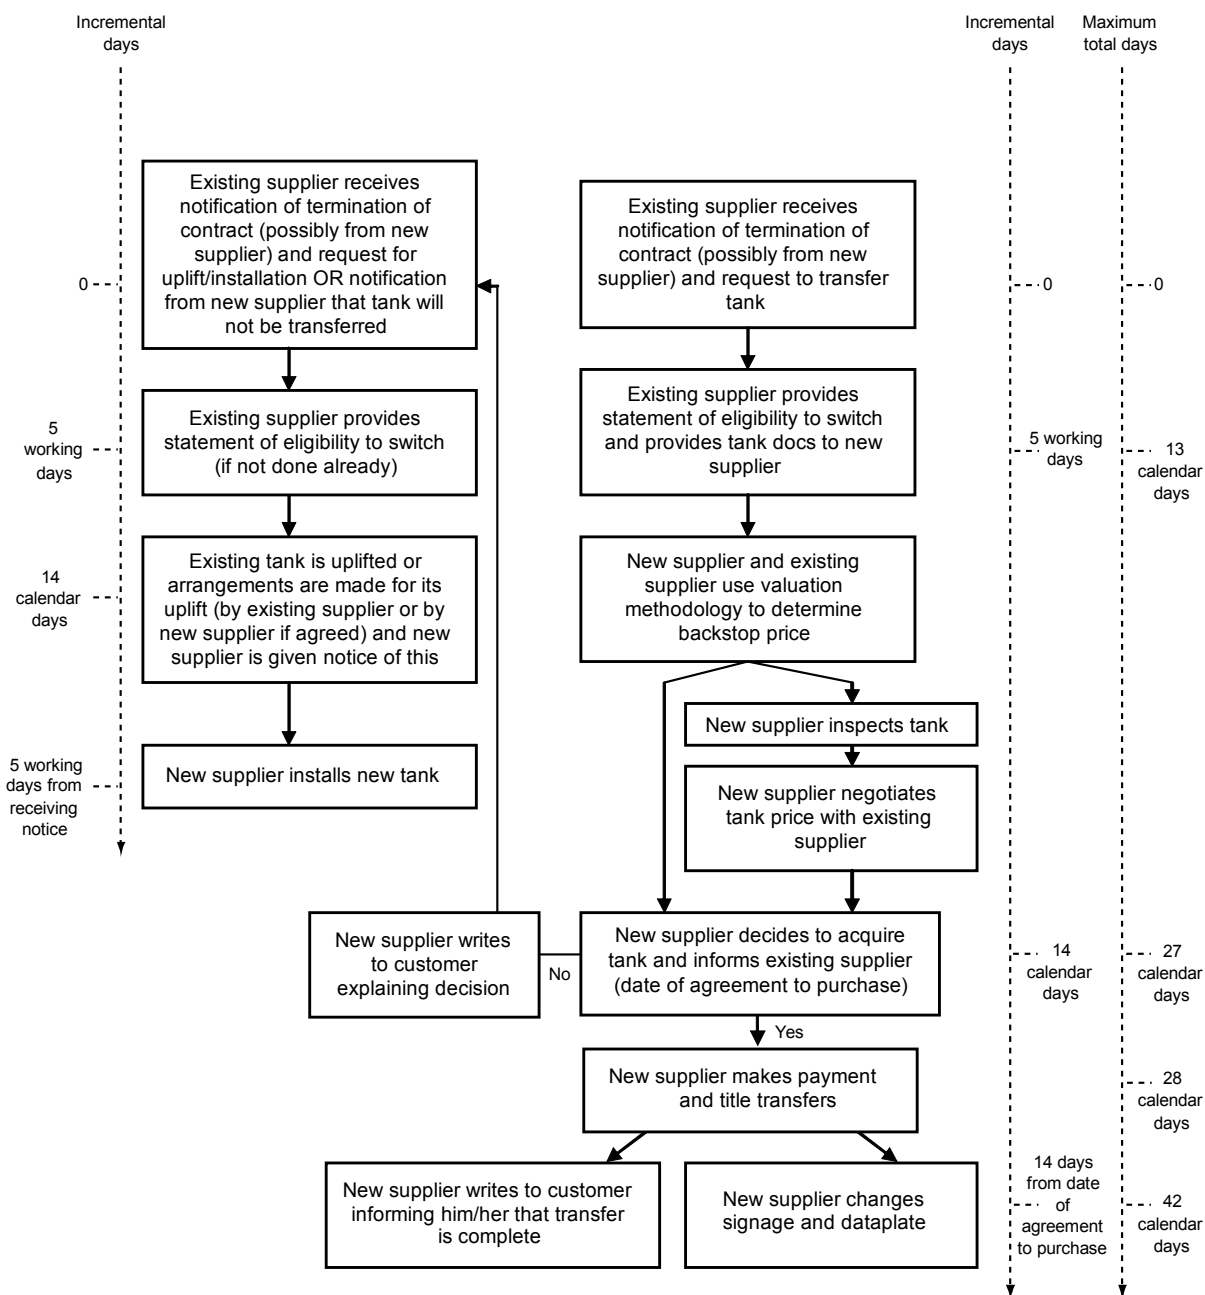 Incremental
days
Incremental
days
Maximum
total days
Existing supplier receives
notification of termination of
contract (possibly from new
supplier) and request for
uplift/installation OR notification
from new supplier that tank will
not be transferred
Existing supplier receives
notification of termination of
contract (possibly from new
supplier) and request to transfer
tank
0
0
0
Existing supplier provides
statement of eligibility to switch
(if not done already)
Existing supplier provides
statement of eligibility to switch
and provides tank docs to new
supplier
5
working
days
5 working
days
13
calendar
days
Existing tank is uplifted or
arrangements are made for its
uplift (by existing supplier or by
new supplier if agreed) and new
supplier is given notice of this
New supplier and existing
supplier use valuation
methodology to determine
backstop price
14
calendar
days
New supplier inspects tank
New supplier installs new tank
5 working
days from
receiving
notice
New supplier negotiates
tank price with existing
supplier
New supplier writes
to customer
explaining decision
No
New supplier decides to acquire
tank and informs existing supplier
(date of agreement to purchase)
14
calendar
days
27
calendar
days
Yes
New supplier makes payment
and title transfers
28
calendar
days
New supplier writes to customer
informing him/her that transfer
is complete
New supplier changes
signage and dataplate
14 days
from date
of
agreement
to purchase
42
calendar
days